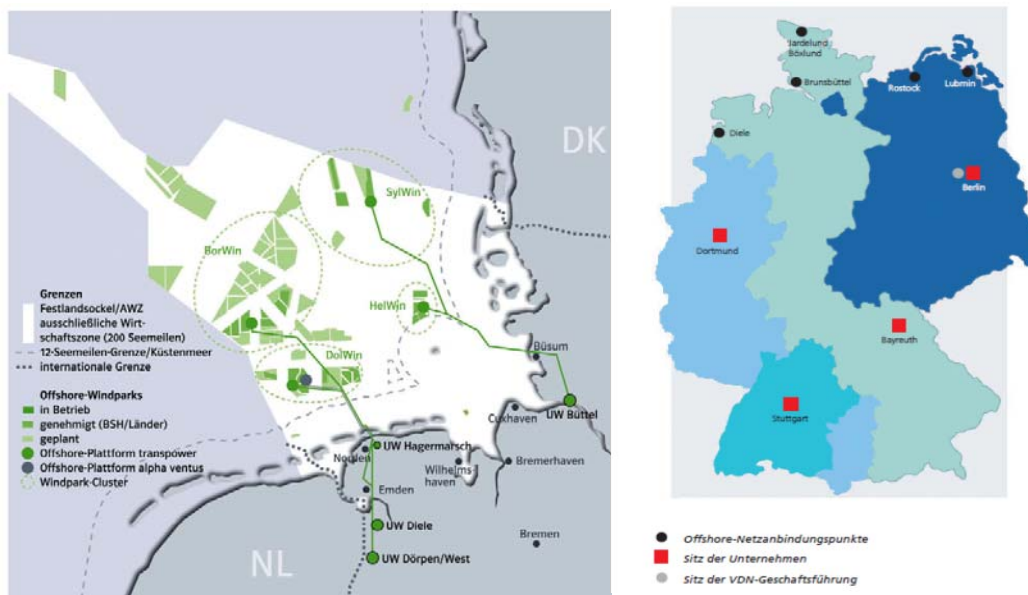 DK
SylWin
BorWin
HelWin
DolWin
Grenzen
Festlandsockel/AWZ
ausschließliche Wirt-
schaftszone (200 Seemeilen)
12-Seemeilen-Grenze/Küstenmeer
internationale Grenze
Offshore-Windparks
in Betrieb
genehmigt (BSH/Länder)
geplant
Offshore-Plattform transpower
Offshore-Plattform alpha ventus
Windpark-Cluster
Büsum
UW Büttel
Cuxhaven
UW Hagermarsch
Norden
Wilhelms-
haven
Bremerhaven
Emden
UW Diele
Bremen
UW Dörpen/West
NL
Jardelund
Böxlund
Brunsbüttel
Rostock
Lubmin
Diele
Berlin
Dortmund
Bayreuth
Stuttgart
Offshore-Netzanbindungspunkte
Sitz der Unternehmen
Sitz der VDN-Geschaftsführung